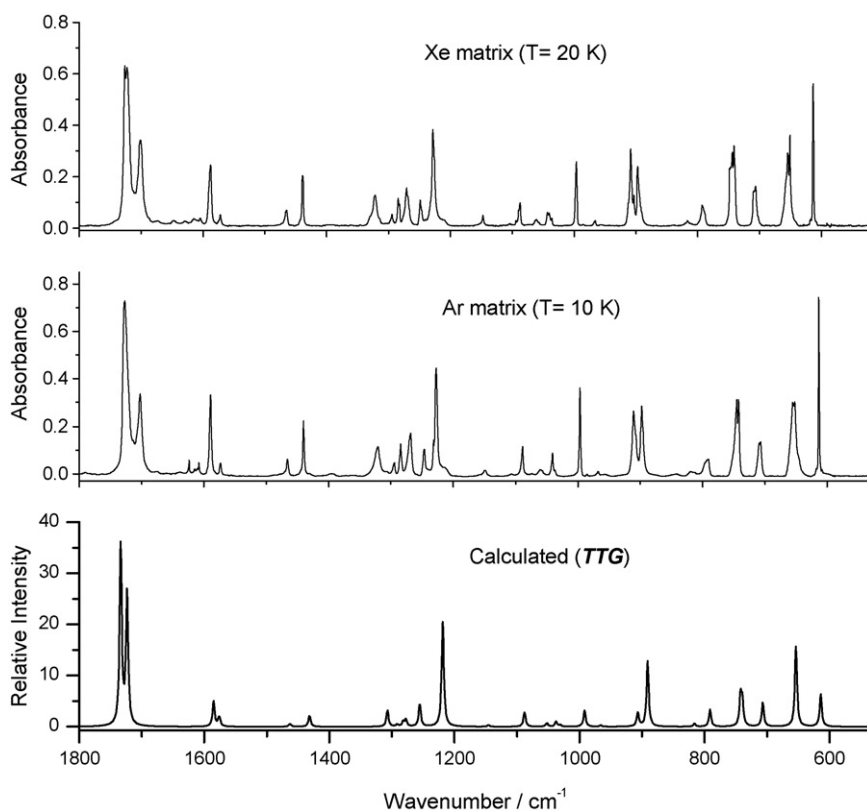 0.8
Xe matrix (T= 20 K)
0.6
0.4
0.2
0.0
Absorbance
0.8
Ar matrix (T= 10 K)
0.6
0.4
0.2
0.0
Absorbance
40
Calculated (TTG)
30
20
10
0
Relative Intensity
1800 1600 1400 1200 1000 800 600
Wavenumber / cm⁻¹